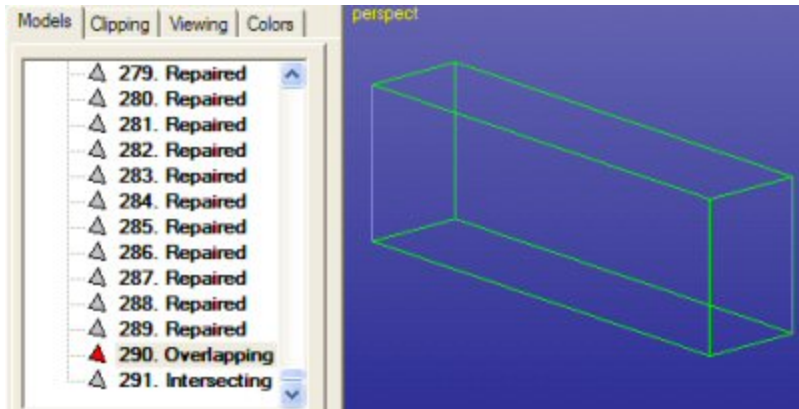 Models Clipping Viewing Colors
perspect
279. Repaired
280. Repaired
281. Repaired
282. Repaired
283. Repaired
284. Repaired
285. Repaired
286. Repaired
287. Repaired
288. Repaired
289. Repaired
290. Overlapping
291. Intersecting